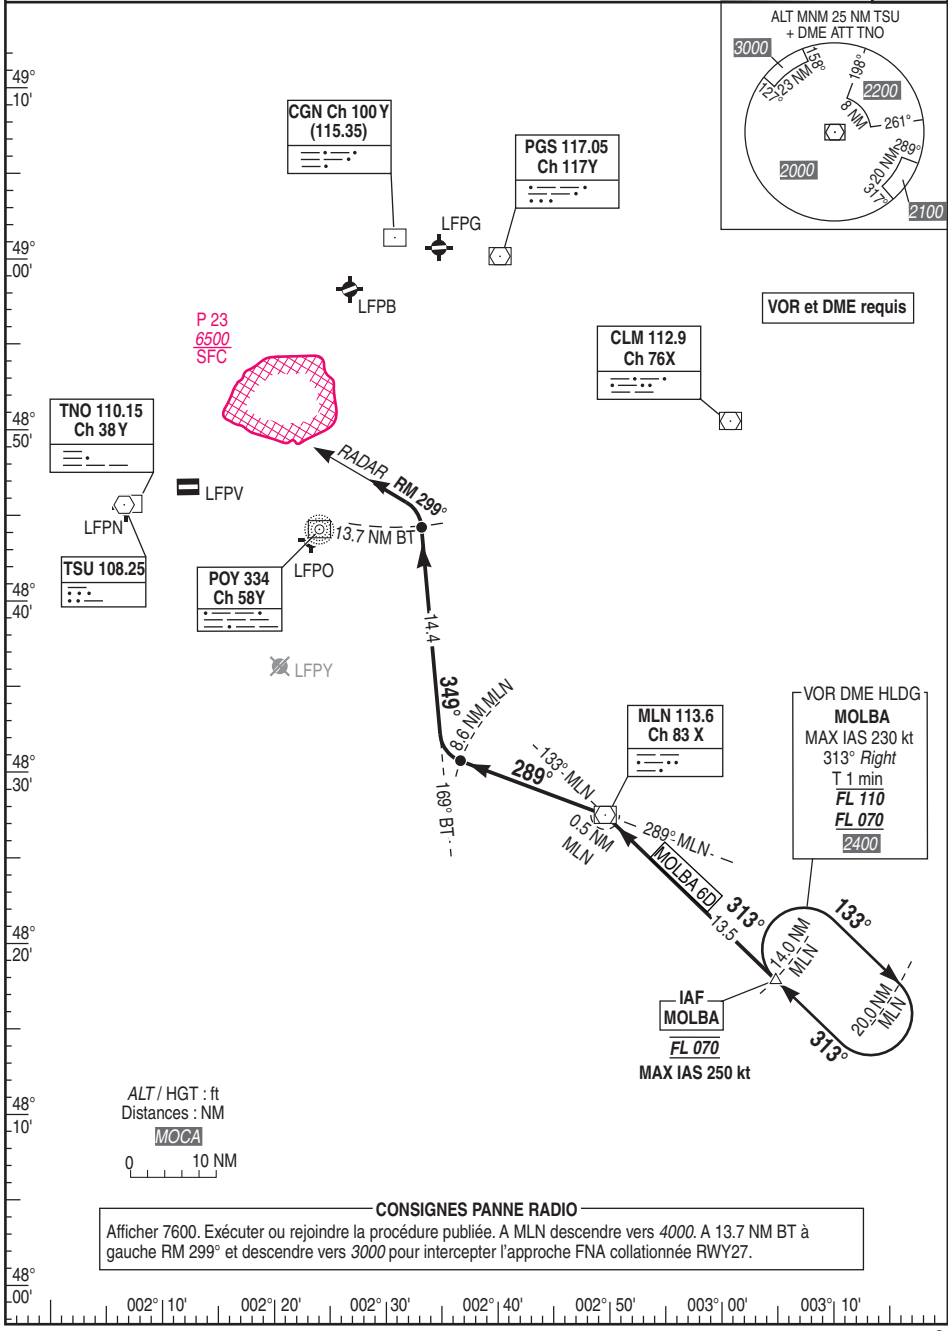 ALT MNM 25 NM TSU
+ DME ATT TNO
3000
158°
127°
23 NM
198°
2200
8 NM
261°
289°
20 NM
317°
2000
2100
49°
10'
CGN Ch 100 Y
(115.35)
PGS 117.05
Ch 117Y
LFPG
49°
00'
LFPB
VOR et DME requis
P 23
6500
SFC
CLM 112.9
Ch 76X
TNO 110.15
Ch 38 Y
48°
50'
RADAR
RM 299°
LFPV
LFPN
13.7 NM BT
LFPO
TSU 108.25
POY 334
Ch 58Y
48°
40'
14.4
LFPY
349°
8.6 NM MLN
MLN 113.6
Ch 83 X
VOR DME HLDG
MOLBA
MAX IAS 230 kt
313° Right
T 1 min
FL 110
FL 070
2400
48°
30'
289°
133° MLN
169° BT
0.5 NM
MLN
289° MLN
MOLBA 6D
313°
13.5
133°
48°
20'
14.0 NM
MLN
20.0 NM
MLN
313°
IAF
MOLBA
FL 070
MAX IAS 250 kt
48°
10'
ALT / HGT : ft
Distances : NM
MOCA
0 10 NM
CONSIGNES PANNE RADIO
Afficher 7600. Exécuter ou rejoindre la procédure publiée. A MLN descendre vers 4000. A 13.7 NM BT à
gauche RM 299° et descendre vers 3000 pour intercepter l'approche FNA collationnée RWY27.
48°
00'
002° 10' 002° 20' 002° 30' 002° 40' 002° 50' 003° 00' 003° 10'